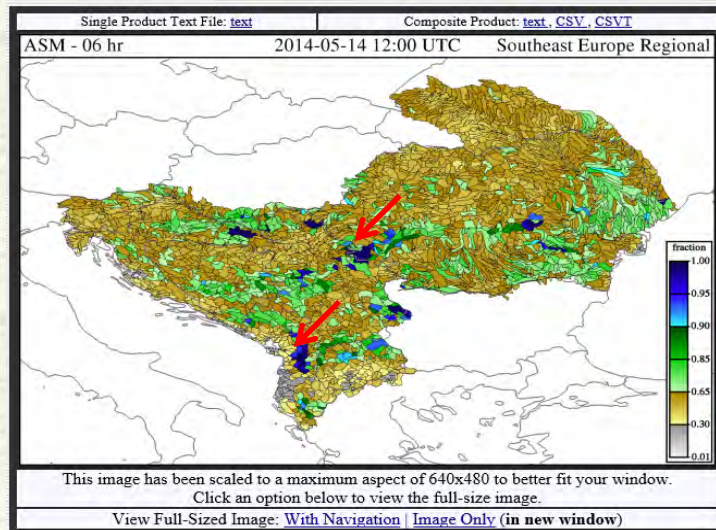 Single Product Text File: text
Composite Product: text , CSV , CSVT
ASM - 06 hr 2014-05-14 12:00 UTC Southeast Europe Regional
fraction
1.00
0.95
0.90
0.65
0.30
0.01
This image has been scaled to a maximum aspect of 640x480 to better fit your window.
Click an option below to view the full-size image.
View Full-Sized Image: With Navigation | Image Only (in new window)